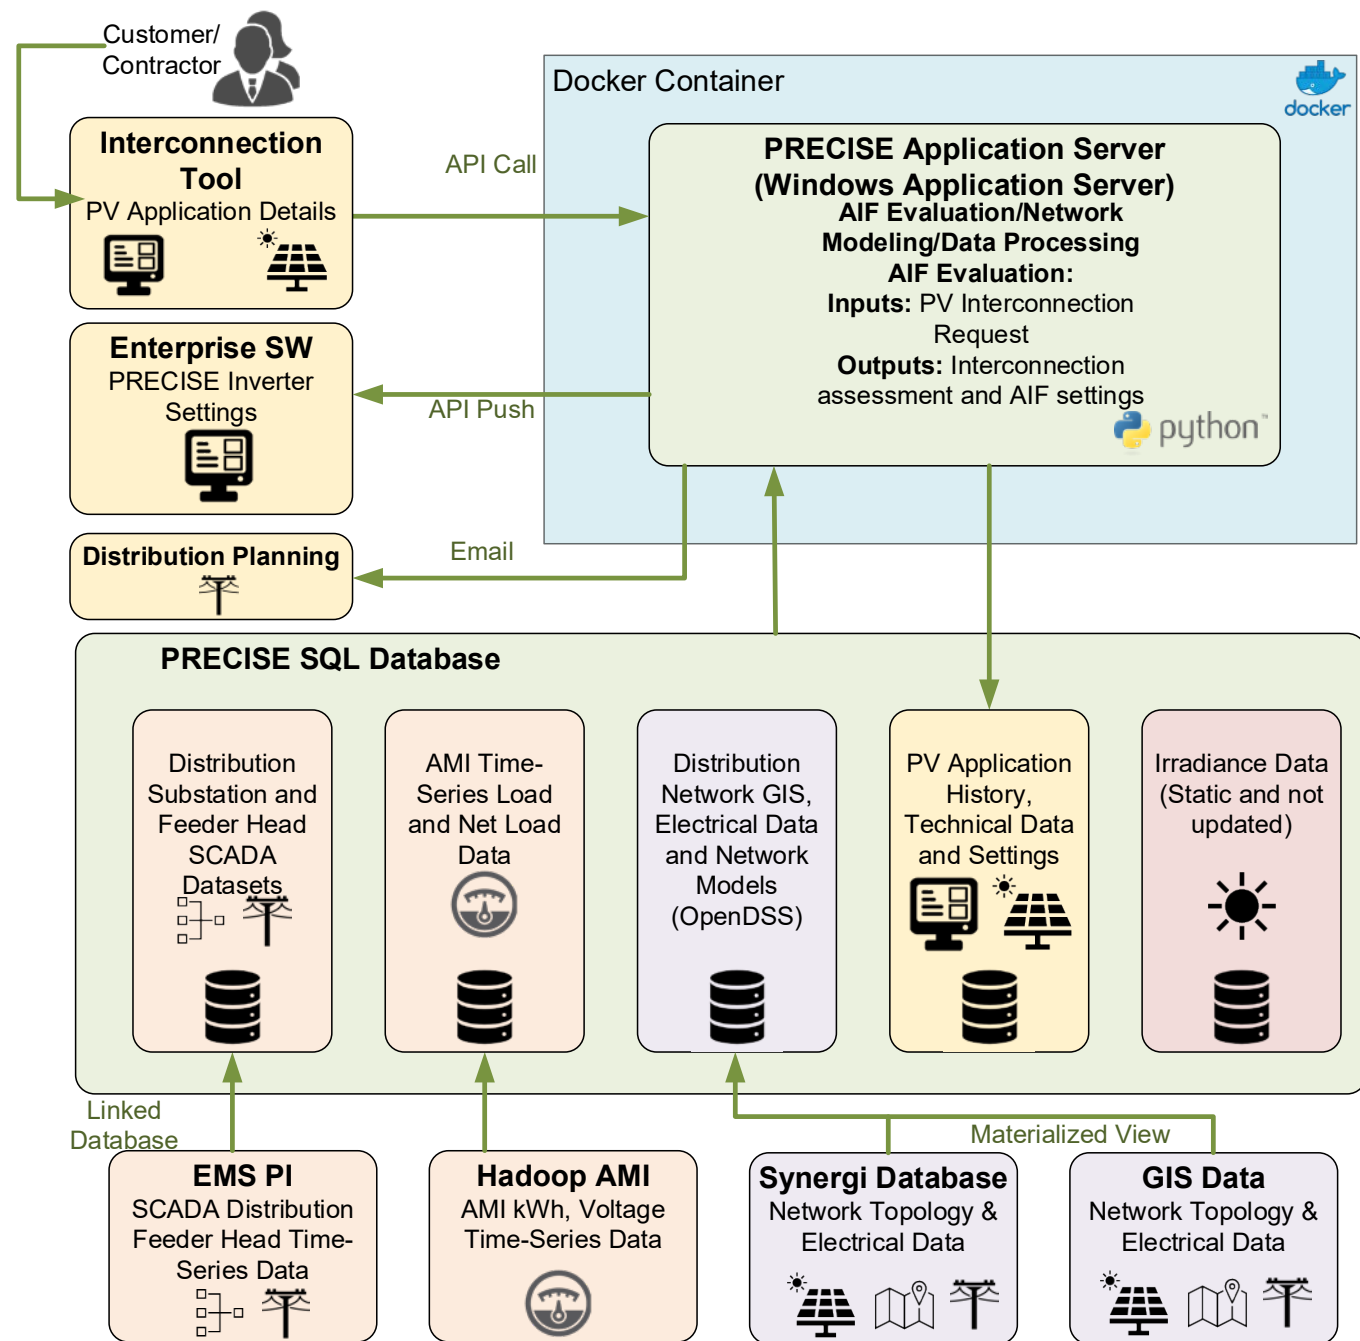 Customer/
Contractor
Interconnection
Tool
PV Application Details
API Call
Docker Container
docker
PRECISE Application Server
(Windows Application Server)
AIF Evaluation/Network
Modeling/Data Processing
AIF Evaluation:
Inputs: PV Interconnection
Request
Outputs: Interconnection
assessment and AIF settings
python™
Enterprise SW
PRECISE Inverter
Settings
API Push
Distribution Planning
Email
PRECISE SQL Database
Distribution
Substation and
Feeder Head
SCADA
Datasets
AMI Time-
Series Load
and Net Load
Data
Distribution
Network GIS,
Electrical Data
and Network
Models
(OpenDSS)
PV Application
History,
Technical Data
and Settings
Irradiance Data
(Static and not
updated)
Linked
Database
Materialized View
EMS PI
SCADA Distribution
Feeder Head Time-
Series Data
Hadoop AMI
AMI kWh, Voltage
Time-Series Data
Synergi Database
Network Topology &
Electrical Data
GIS Data
Network Topology &
Electrical Data